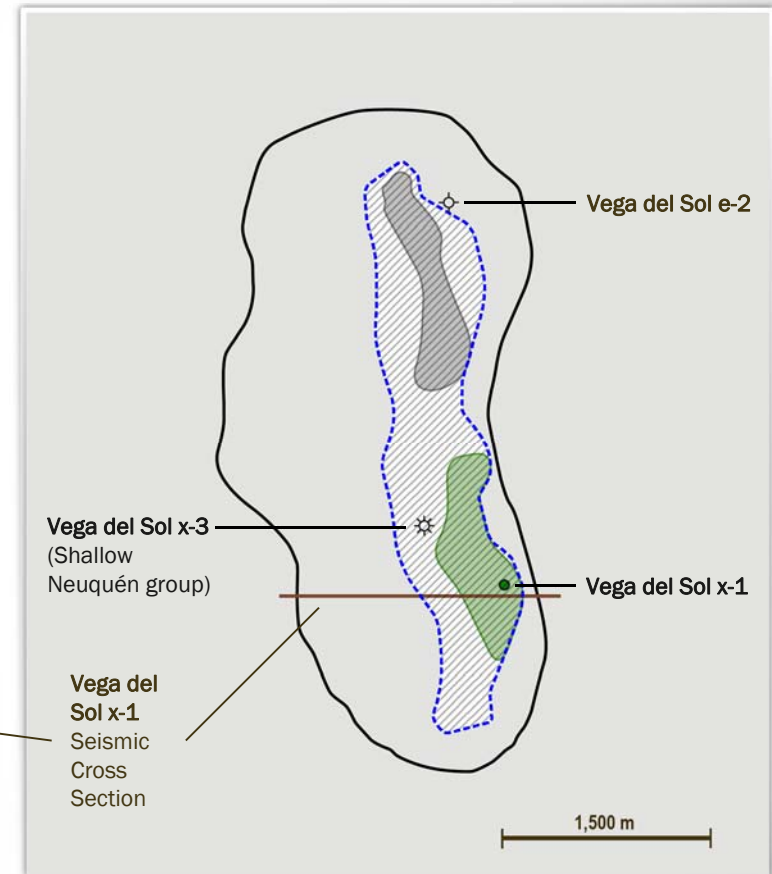 Vega del Sol e-2
Vega del Sol x-3
(Shallow
Neuquén group)
Vega del Sol x-1
Vega del
Sol x-1
Seismic
Cross
Section
1,500 m